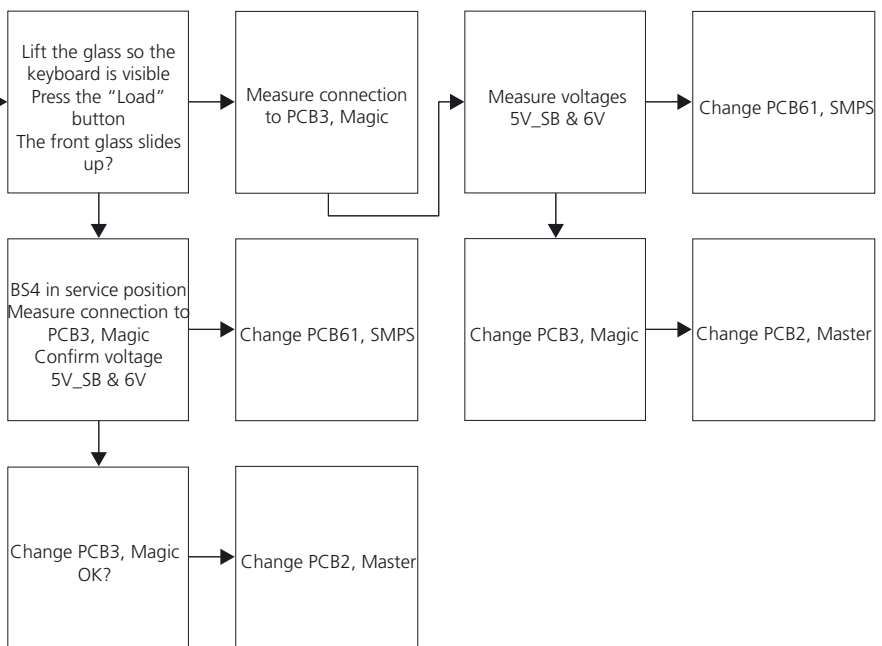 Lift the glass so the
keyboard is visible
Press the “Load”
button
The front glass slides
up?
Measure connection
to PCB3, Magic
Measure voltages
5V_SB & 6V
Change PCB61, SMPS
BS4 in service position
Measure connection to
PCB3, Magic
Confirm voltage
5V_SB & 6V
Change PCB61, SMPS
Change PCB3, Magic
Change PCB2, Master
Change PCB3, Magic
OK?
Change PCB2, Master